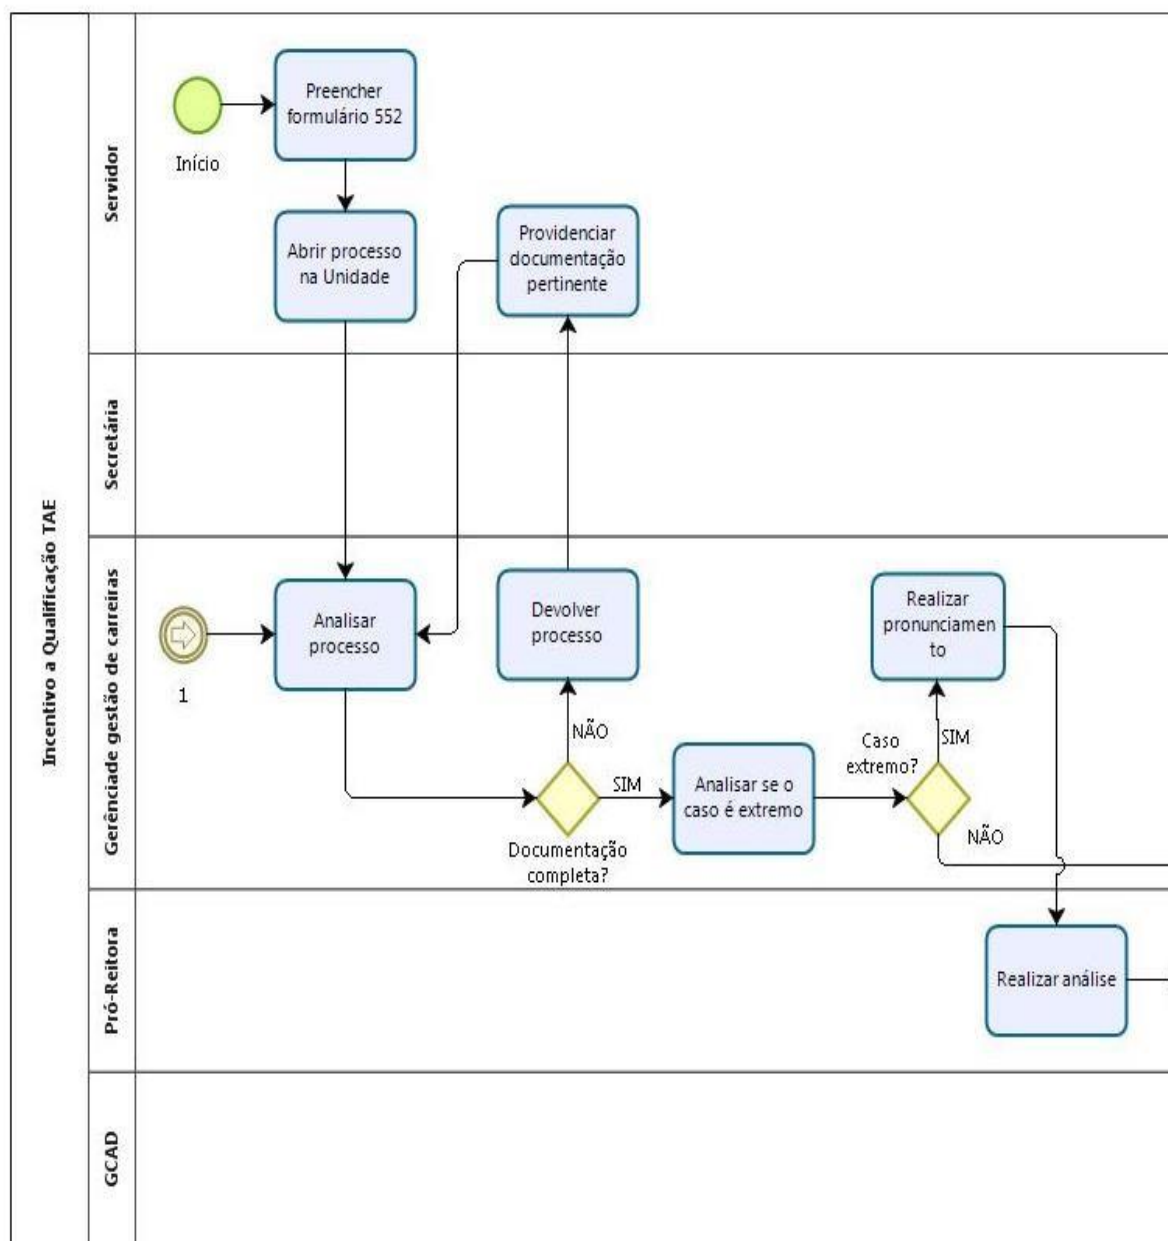 Incentivo a Qualificação TAE
Servidor
Início
Preencher
formulário 552
Abrir processo
na Unidade
Providenciar
documentação
pertinente
Secretária
Gerênciade gestão de carreiras
1
Analisar
processo
Devolver
processo
NÃO
SIM
Documentação
completa?
Analisar se o
caso é extremo
Caso
extremo?
SIM
NÃO
Realizar
pronunciamen
to
Pró-Reitora
Realizar análise
GCAD